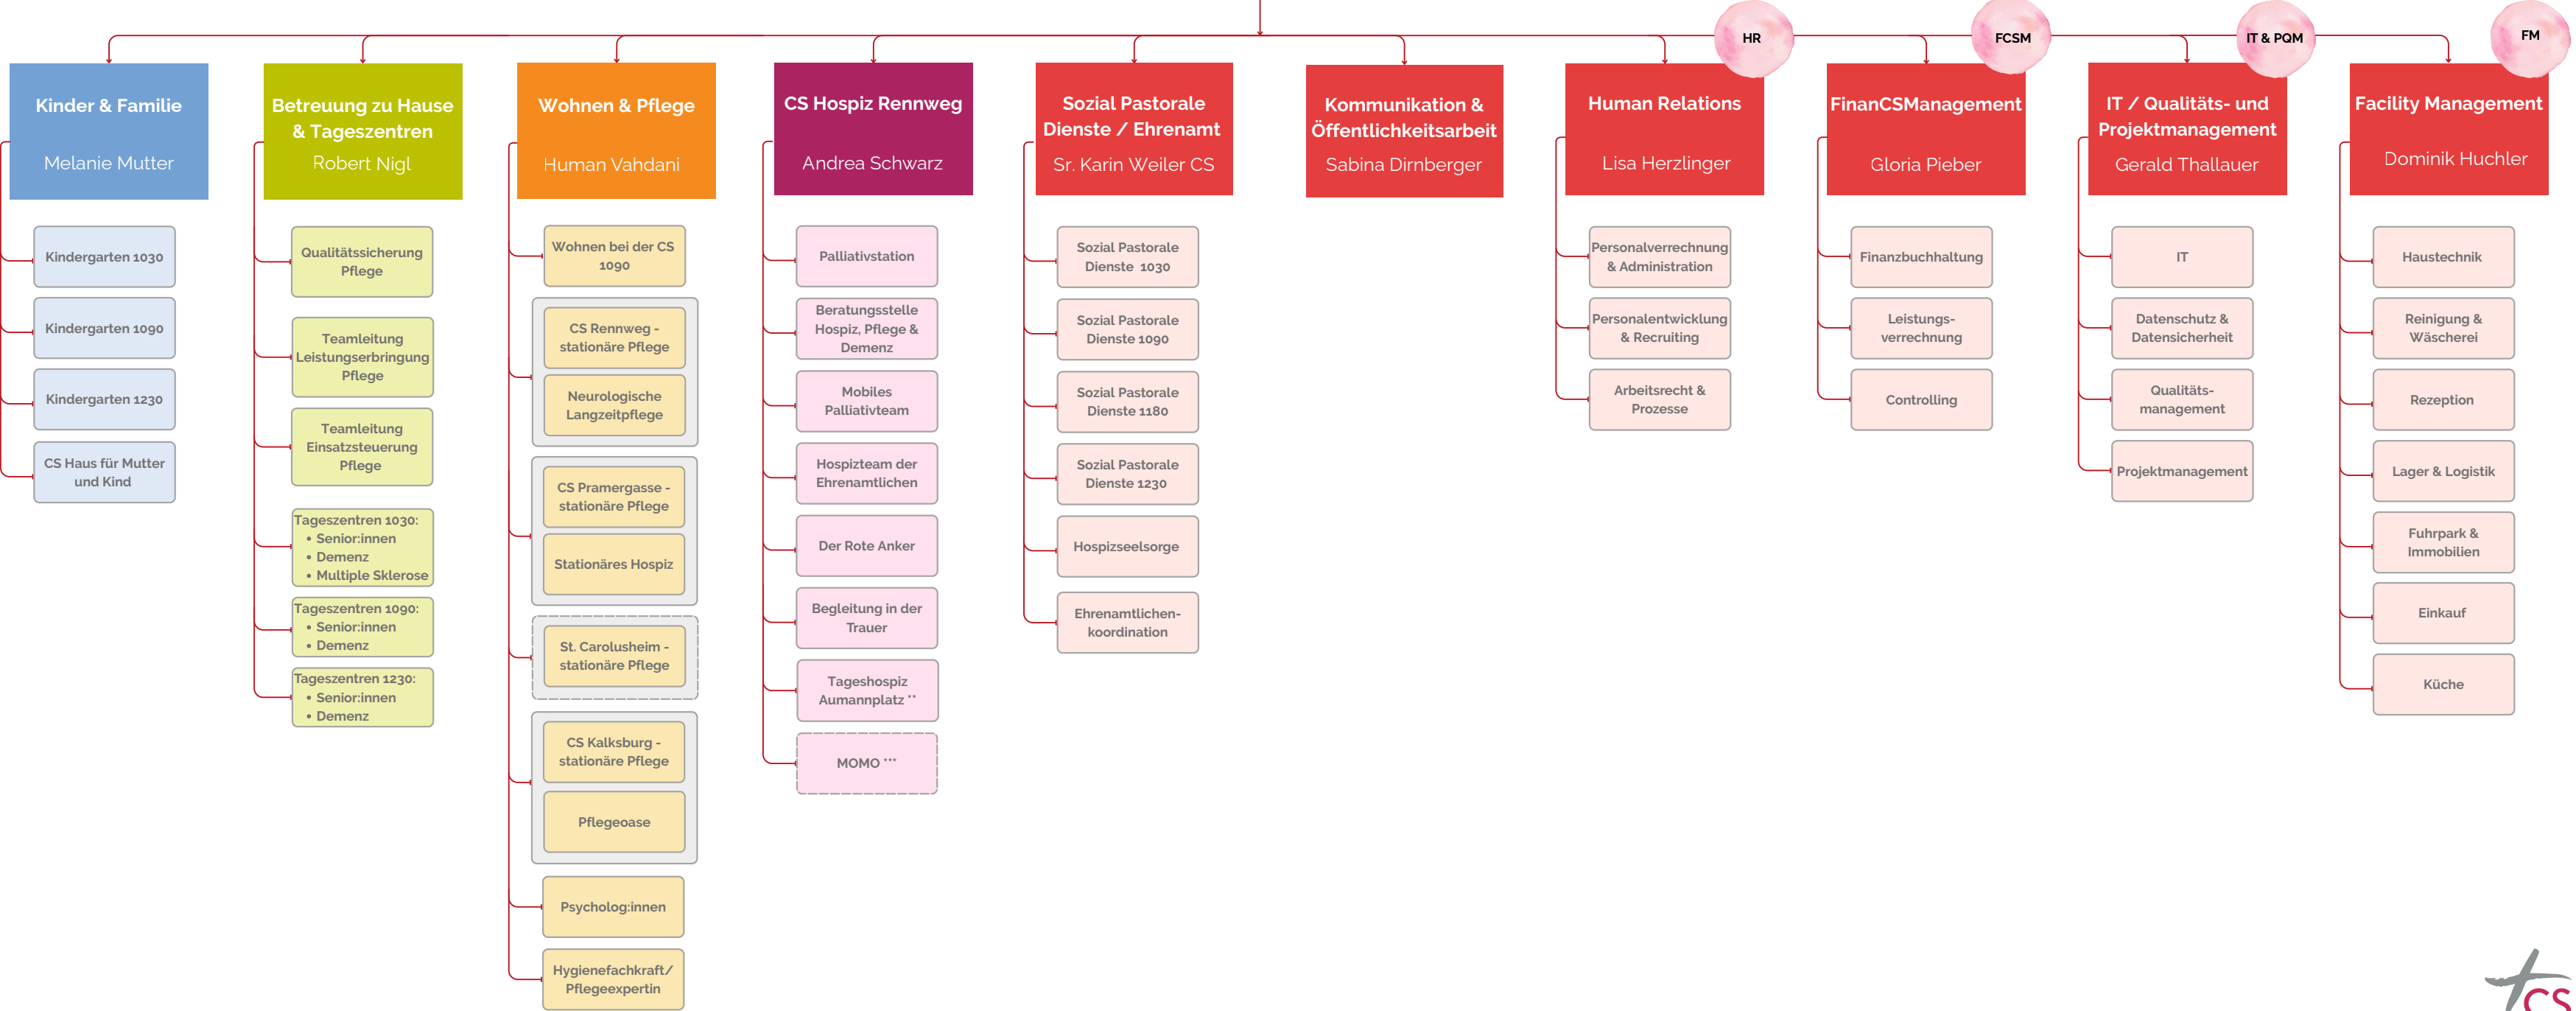 HR
FCSM
IT & PQM
FM
Kinder & Familie
Melanie Mutter
Kindergarten 1030
Kindergarten 1090
Kindergarten 1230
CS Haus für Mutter
und Kind
Betreuung zu Hause
& Tageszentren
Robert Nigl
Qualitätssicherung
Pflege
Teamleitung
Leistungserbringung
Pflege
Teamleitung
Einsatzsteuerung
Pflege
Tageszentren 1030:
• Senior:innen
• Demenz
• Multiple Sklerose
Tageszentren 1090:
• Senior:innen
• Demenz
Tageszentren 1230:
• Senior:innen
• Demenz
Wohnen & Pflege
Human Vahdani
Wohnen bei der CS
1090
CS Rennweg -
stationäre Pflege
Neurologische
Langzeitpflege
CS Pramergasse -
stationäre Pflege
Stationäres Hospiz
St. Carolusheim -
stationäre Pflege
CS Kalksburg -
stationäre Pflege
Pflegeoase
Psycholog:innen
Hygienefachkraft/
Pflegeexpertin
CS Hospiz Rennweg
Andrea Schwarz
Palliativstation
Beratungsstelle
Hospiz, Pflege &
Demenz
Mobiles
Palliativteam
Hospizteam der
Ehrenamtlichen
Der Rote Anker
Begleitung in der
Trauer
Tageshospiz
Aumannplatz **
MOMO ***
Sozial Pastorale
Dienste / Ehrenamt
Sr. Karin Weiler CS
Sozial Pastorale
Dienste 1030
Sozial Pastorale
Dienste 1090
Sozial Pastorale
Dienste 1180
Sozial Pastorale
Dienste 1230
Hospizseelsorge
Ehrenamtlichen-
koordination
Kommunikation &
Öffentlichkeitsarbeit
Sabina Dirnberger
Human Relations
Lisa Herzlinger
Personalverrechnung
& Administration
Personalentwicklung
& Recruiting
Arbeitsrecht &
Prozesse
FinanCSManagement
Gloria Pieber
Finanzbuchhaltung
Leistungs-
verrechnung
Controlling
IT / Qualitäts- und
Projektmanagement
Gerald Thallauer
IT
Datenschutz &
Datensicherheit
Qualitäts-
management
Projektmanagement
Facility Management
Dominik Huchler
Haustechnik
Reinigung &
Wäscherei
Rezeption
Lager & Logistik
Fuhrpark &
Immobilien
Einkauf
Küche
CS